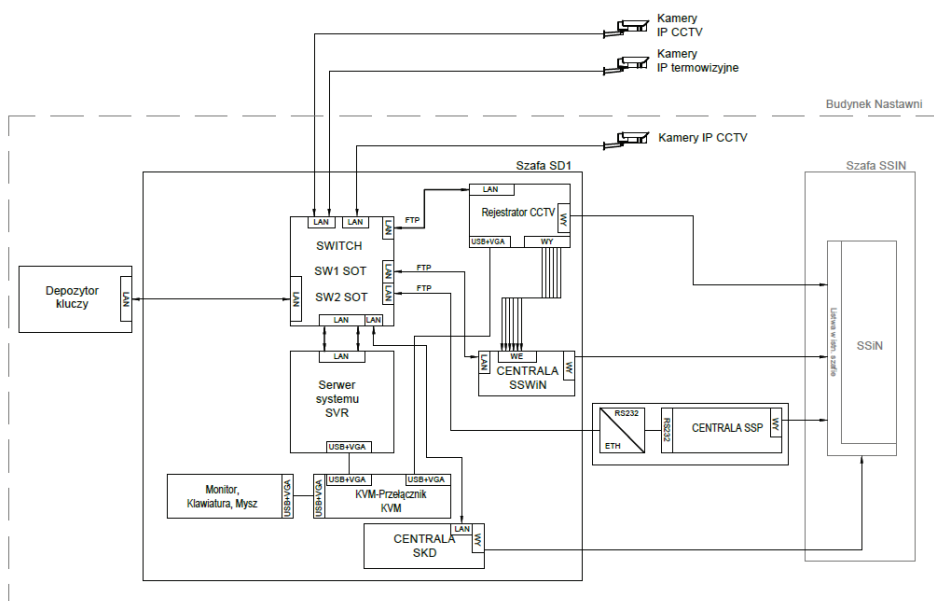 Kamery
IP CCTV
Kamery
IP termowizyjne
Budynek Nastawni
Kamery IP CCTV
Szafa SD1
Szafa SSIN
LAN
Rejestrator CCTV
WY
USB+VGA
WY
FTP
LAN
LAN
LAN
SWITCH
SW1 SOT
LAN
FTP
SW2 SOT
LAN
FTP
LAN
LAN
LAN
Depozytor
kluczy
LAN
Listwa w istn. szafie
SSiN
LAN
Serwer
systemu
SVR
USB+VGA
LAN
WE
CENTRALA
SSWiN
WY
RS232
ETH
RS232
CENTRALA SSP
WY
Monitor,
Klawiatura, Mysz
USB+VGA
USB+VGA
USB+VGA
USB+VGA
KVM-Przełącznik
KVM
LAN
CENTRALA
SKD
WY